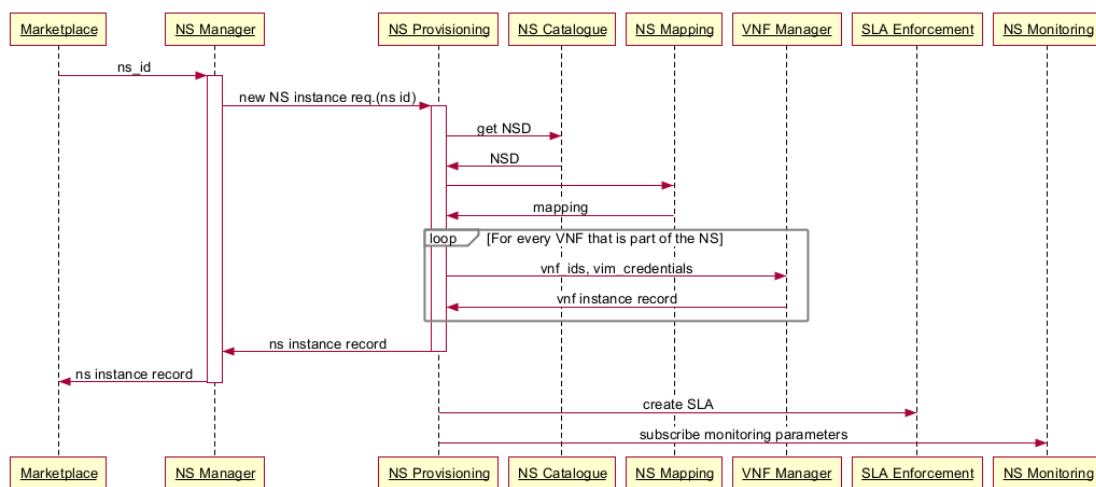 Marketplace
NS Manager
NS Provisioning
NS Catalogue
NS Mapping
VNF Manager
SLA Enforcement
NS Monitoring
ns_id
new NS instance req.(ns id)
get NSD
NSD
mapping
loop
[For every VNF that is part of the NS]
vnf_ids, vim_credentials
vnf instance record
ns instance record
ns instance record
create SLA
subscribe monitoring parameters
Marketplace
NS Manager
NS Provisioning
NS Catalogue
NS Mapping
VNF Manager
SLA Enforcement
NS Monitoring